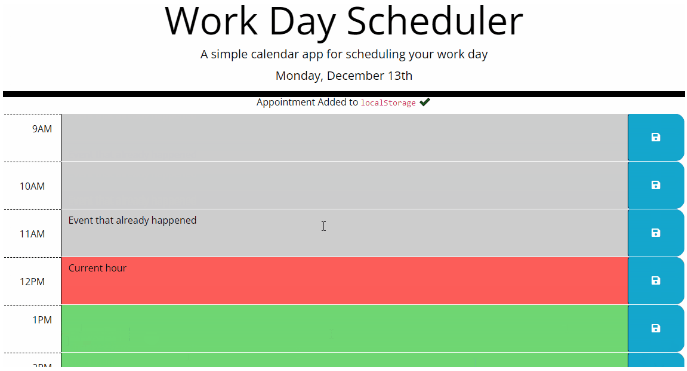 Work Day Scheduler
A simple calendar app for scheduling your work day
Monday, December 13th
Appointment Added to localStorage ✔
9AM
10AM
Event that already happened
11AM
Current hour
12PM
1PM
2PM